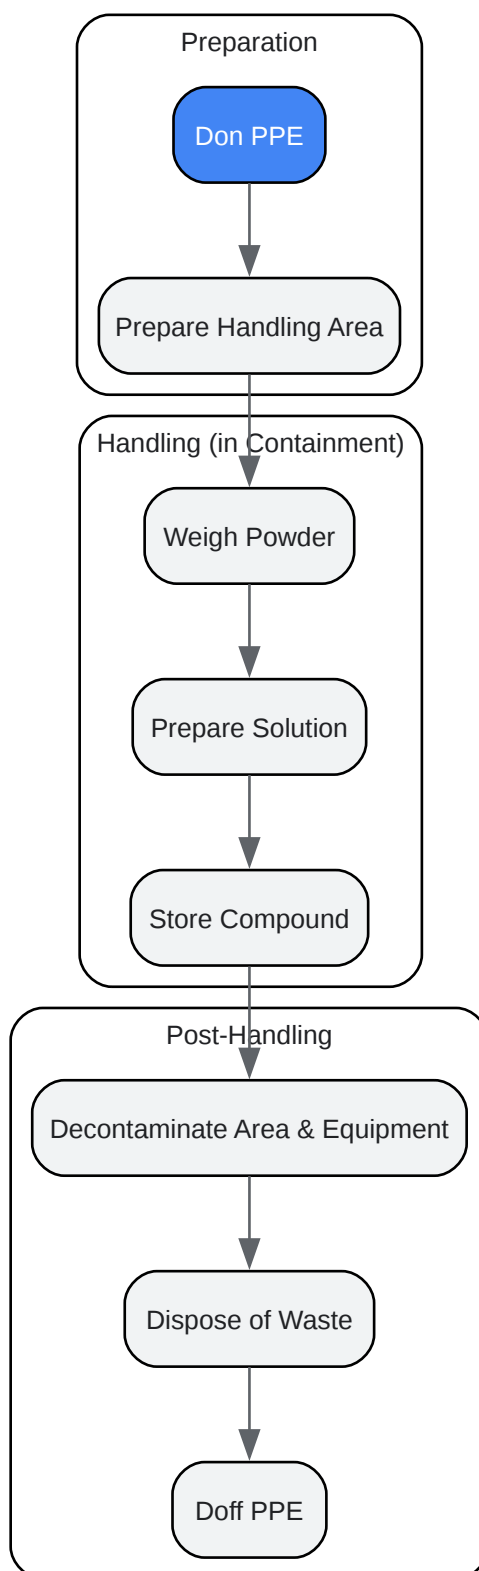 Preparation
Don PPE
Prepare Handling Area
Handling (in Containment)
Weigh Powder
Prepare Solution
Store Compound
Post-Handling
Decontaminate Area & Equipment
Dispose of Waste
Doff PPE